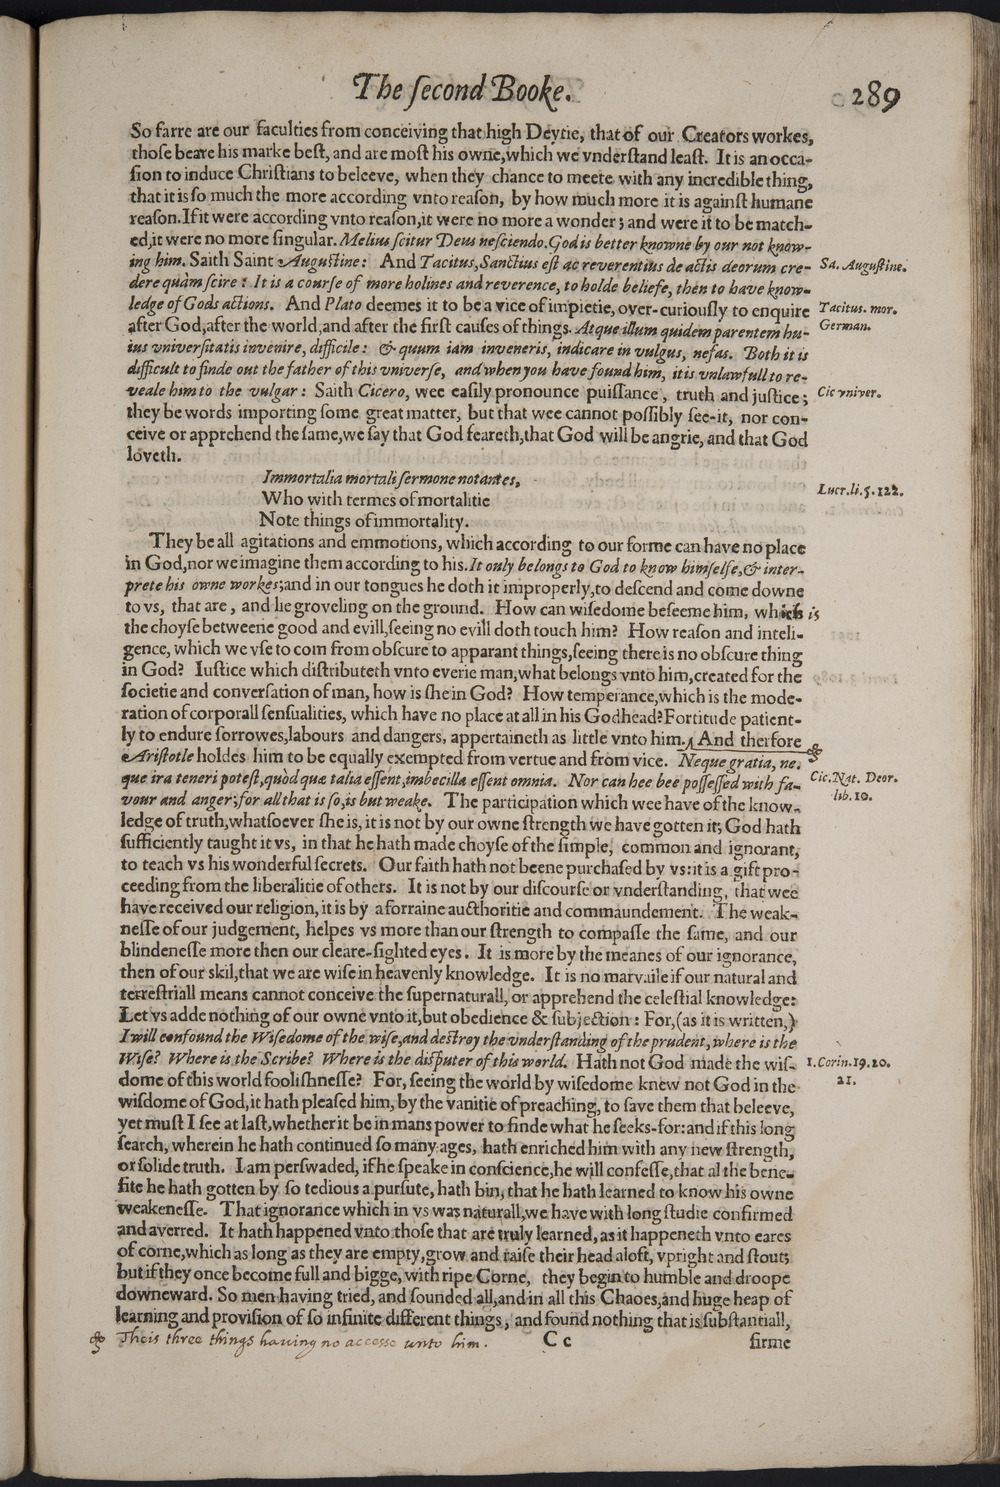 The ſecond Booke.
289
So farre are our faculties from conceiving that high Deytie, that of our Creators workes,
thoſe beare his marke beſt, and are moſt his owne, which we vnderſtand leaſt. It is an occa-
ſion to induce Chriſtians to beleeve, when they chance to meete with any incredible thing,
that it is ſo much the more according vnto reaſon, by how much more it is againſt humane
reaſon. If it were according vnto reaſon, it were no more a wonder; and were it to be match-
ed, it were no more ſingular. Melius ſcitur Deus neſciendo. God is better knowne by our not know-
ing him. Saith Saint Auguſtine: And Tacitus, Sanctius eſt ac reverentius de actis deorum cre-
Sa. Auguſtine.
dere quàm ſcire: It is a courſe of more holines and reverence, to holde beliefe, then to have know-
ledge of Gods actions. And Plato deemes it to be a vice of impietie, over-curiouſly to enquire
Tacitus. mor.
after God, after the world, and after the firſt cauſes of things. Atque illum quidem parentem hu-
German.
ius vniverſitatis invenire, difficile: & quum iam inveneris, indicare in vulgus, nefas. Both it is
difficult to finde out the father of this vniverſe, and when you have found him, it is vnlawfull to re-
veale him to the vulgar: Saith Cicero, wee eaſily pronounce puiſſance, truth and juſtice;
Cic vniver.
they be words importing ſome great matter, but that wee cannot poſſibly ſee-it, nor con-
ceive or apprehend the ſame, we ſay that God feareth, that God will be angrie, and that God
loveth.
Immortalia mortali ſermone notantes,
Lucr. li. 5. 122.
Who with termes of mortalitie
Note things of immortality.
They be all agitations and emmotions, which according to our forme can have no place
in God, nor we imagine them according to his. It only belongs to God to know himſelfe, & inter-
prete his owne workes; and in our tongues he doth it improperly, to deſcend and come downe
to vs, that are, and lie groveling on the ground. How can wiſedome beſeeme him, which is
the choyſe betweene good and evill, ſeeing no evill doth touch him? How reaſon and inteli-
gence, which we vſe to com from obſcure to apparant things, ſeeing there is no obſcure thing
in God? Iuſtice which diſtributeth vnto everie man, what belongs vnto him, created for the
ſocietie and converſation of man, how is ſhe in God? How temperance, which is the mode-
ration of corporall ſenſualities, which have no place at all in his Godhead? Fortitude patient-
ly to endure ſorrowes, labours and dangers, appertaineth as little vnto him. And therfore
Ariſtotle holdes him to be equally exempted from vertue and from vice. Neque gratia, ne-
que ira teneri poteſt, quòd quæ talia eſſent, imbecilla eſſent omnia. Nor can hee bee poſſeſſed with fa-
Cic. Nat. Deor.
vour and anger; for all that is ſo, is but weake. The participation which wee have of the know-
lib. 10.
ledge of truth, whatſoever ſhe is, it is not by our owne ſtrength we have gotten it; God hath
ſufficiently taught it vs, in that he hath made choyſe of the ſimple, common and ignorant,
to teach vs his wonderful ſecrets. Our faith hath not beene purchaſed by vs: it is a gift pro-
ceeding from the liberalitie of others. It is not by our diſcourſe or vnderſtanding, that wee
have received our religion, it is by a forraine aucthoritie and commaundement. The weak-
neſſe of our judgement, helpes vs more than our ſtrength to compaſſe the ſame, and our
blindeneſſe more then our cleare-ſighted eyes. It is more by the meanes of our ignorance,
then of our skil, that we are wiſe in heavenly knowledge. It is no marvaile if our natural and
terreſtriall means cannot conceive the ſupernaturall, or apprehend the celeſtial knowledge:
Let vs adde nothing of our owne vnto it, but obedience & ſubjection: For, (as it is written,)
I will confound the Wiſedome of the wiſe, and deſtroy the vnderſtanding of the prudent, where is the
Wiſe? Where is the Scribe? Where is the diſputer of this world. Hath not God made the wiſ-
1. Corin. 19. 20.
dome of this world fooliſhneſſe? For, ſeeing the world by wiſedome knew not God in the
21.
wiſdome of God, it hath pleaſed him, by the vanitie of preaching, to ſave them that beleeve,
yet muſt I ſee at laſt, whether it be in mans power to finde what he ſeeks-for: and if this long
ſearch, wherein he hath continued ſo many ages, hath enriched him with any new ſtrength,
or ſolide truth. I am perſwaded, if he ſpeake in conſcience, he will confeſſe, that al the bene-
fite he hath gotten by ſo tedious a purſute, hath bin, that he hath learned to know his owne
weakeneſſe. That ignorance which in vs was naturall, we have with long ſtudie confirmed
and averred. It hath happened vnto thoſe that are truly learned, as it happeneth vnto eares
of corne, which as long as they are empty, grow and raiſe their head aloft, vpright and ſtout;
but if they once become full and bigge, with ripe Corne, they begin to humble and droope
downeward. So men having tried, and ſounded all, and in all this Chaoes, and huge heap of
learning and proviſion of ſo infinite different things, and found nothing that is ſubſtantiall,
Theis three things having no accesse unto him.
C c
firme